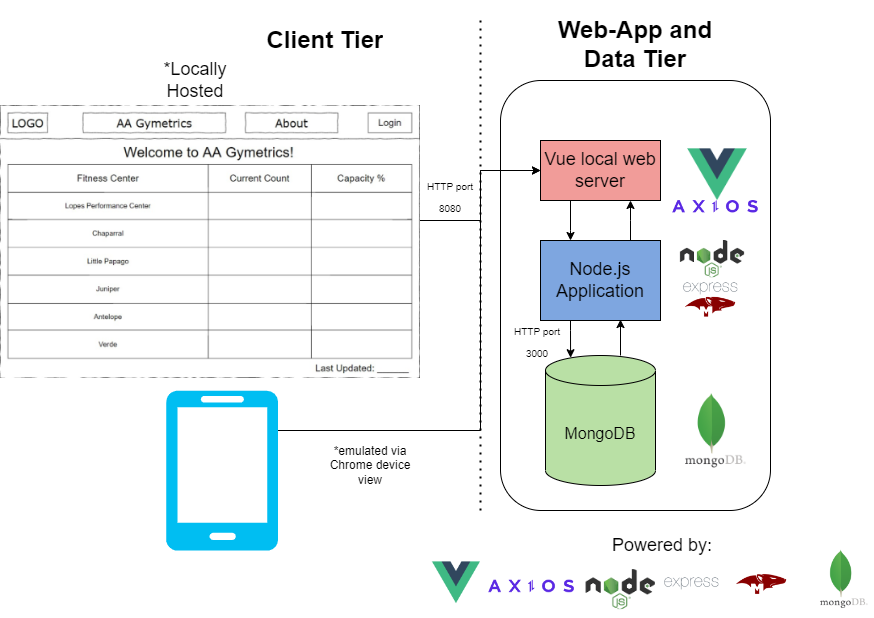 Client Tier
Web-App and
Data Tier
*Locally
Hosted
LOGO
AA Gymetrics
About
Login
Welcome to AA Gymetrics!
Fitness Center
Current Count
Capacity %
Lopes Performance Center
Chaparral
Little Papago
Juniper
Antelope
Verde
Last Updated: ______
HTTP port
8080
*emulated via
Chrome device
view
Vue local web
server
AXIOS
Node.js
Application
node
JS
express
M
HTTP port
3000
MongoDB
mongoDB.
Powered by:
AXIOS
node
JS
express
M
mongoDB.